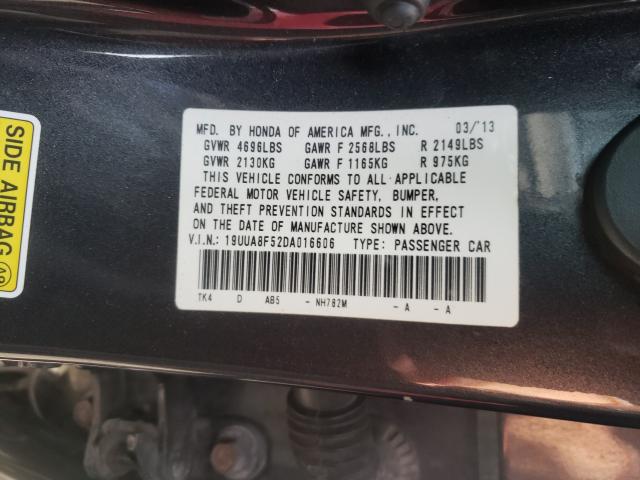 MFD. BY HONDA OF AMERICA MFG., INC. 03/'13
GVWR 4696LBS GAWR F 2568LBS R 2149LBS
GVWR 2130KG GAWR F 1165KG R 975KG
THIS VEHICLE CONFORMS TO ALL APPLICABLE
FEDERAL MOTOR VEHICLE SAFETY, BUMPER,
AND THEFT PREVENTION STANDARDS IN EFFECT
ON THE DATE OF MANUFACTURE SHOWN ABOVE.
V.I.N.: 19UUA8F52DA016606 TYPE: PASSENGER CAR
TK4 D AB5 - NH782M - A - A
SIDE AIRBAG